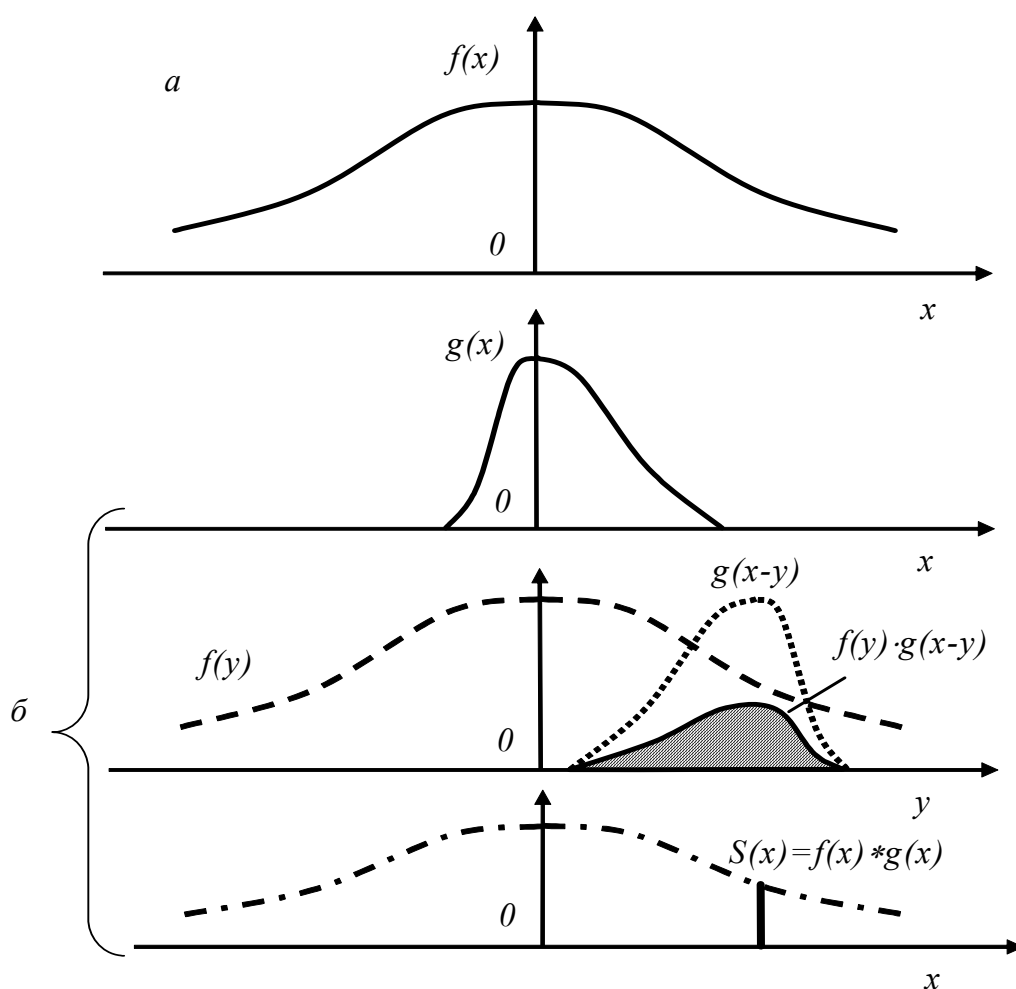 f(x)
а
0
x
g(x)
0
x
g(x-y)
f(y)·g(x-y)
f(y)
б
0
y
S(x)=f(x)*g(x)
0
x